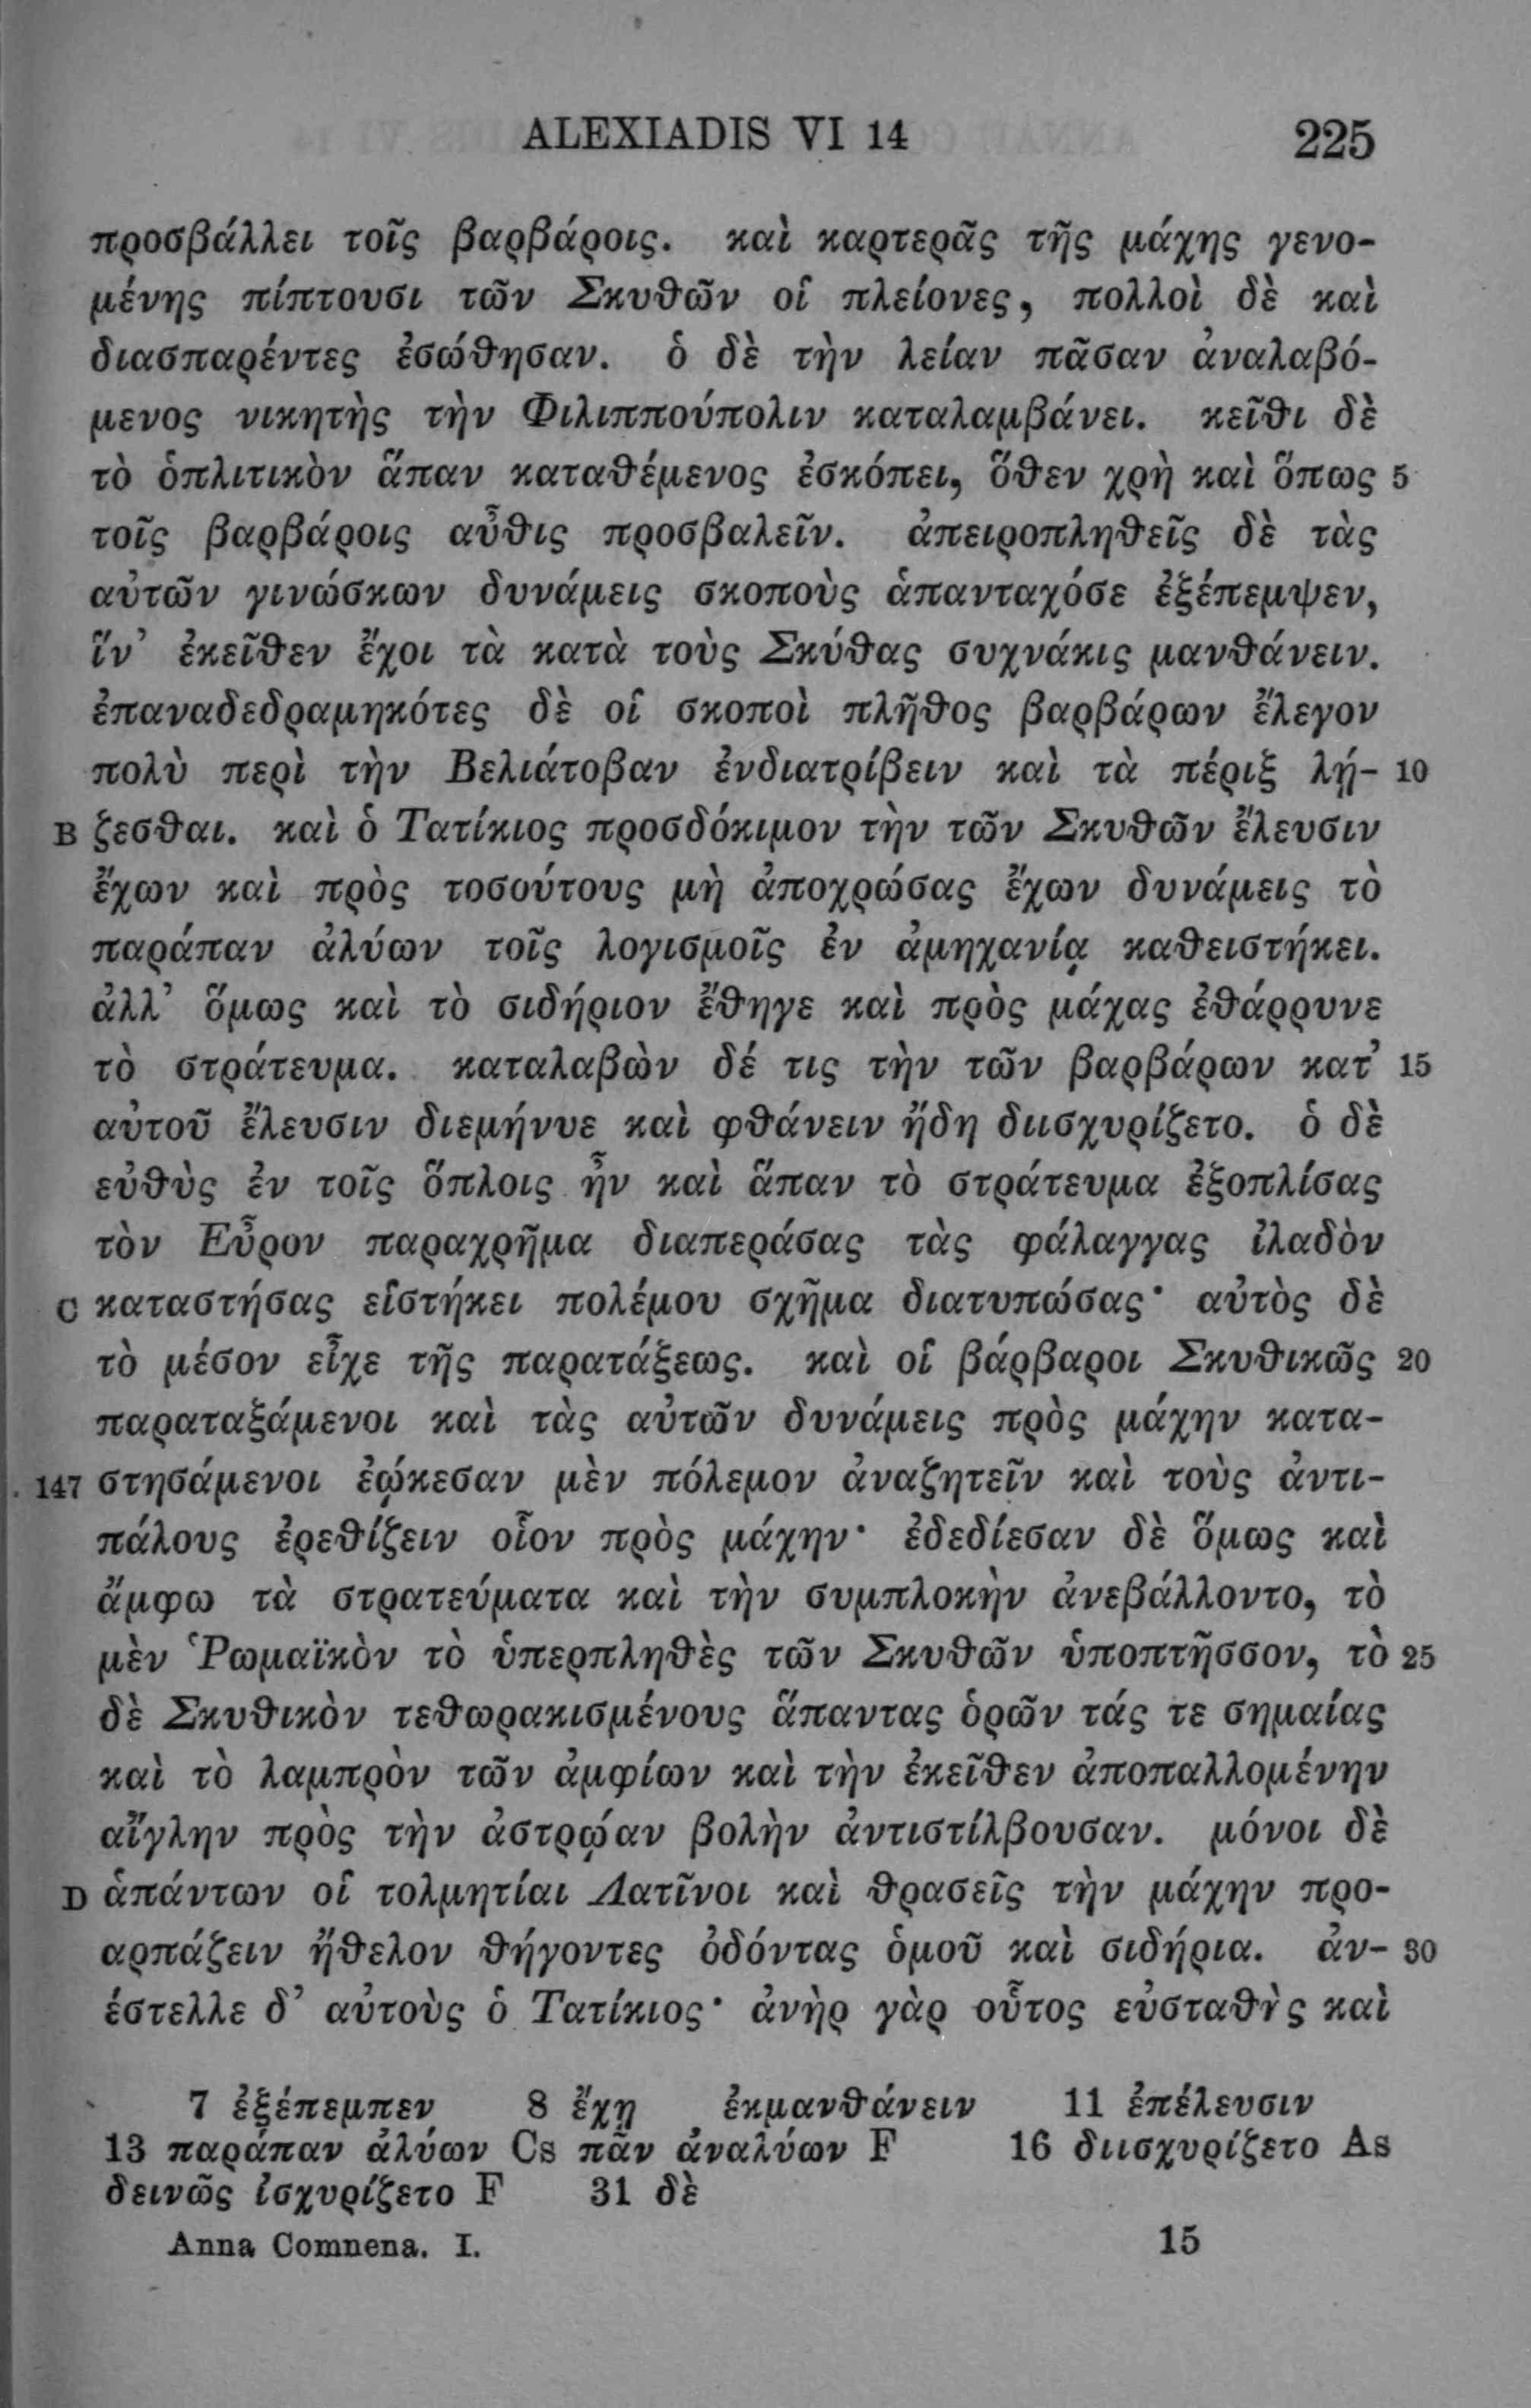 ALEXIADIS VI 14 225
προσβάλλει τοῖς βαρβάροις. καὶ καρτερᾶς τῆς μάχης γενο-
μένης πίπτουσι τῶν Σκυθῶν οἱ πλείονες, πολλοὶ δὲ καὶ
διασπαρέντες ἐσώθησαν. ὁ δὲ τὴν λείαν πᾶσαν ἀναλαβό-
μενος νικητὴς τὴν Φιλιππούπολιν καταλαμβάνει. κεῖθι δὲ
τὸ ὁπλιτικὸν ἅπαν καταθέμενος ἐσκόπει, ὅθεν χρὴ καὶ ὅπως 5
τοῖς βαρβάροις αὖθις προσβαλεῖν. ἀπειροπληθεῖς δὲ τὰς
αὐτῶν γινώσκων δυνάμεις σκοποὺς ἁπανταχόσε ἐξέπεμψεν,
ἵν’ ἐκεῖθεν ἔχοι τὰ κατὰ τοὺς Σκύθας συχνάκις μανθάνειν.
ἐπαναδεδραμηκότες δὲ οἱ σκοποὶ πλῆθος βαρβάρων ἔλεγον
πολὺ περὶ τὴν Βελιάτοβαν ἐνδιατρίβειν καὶ τὰ πέριξ λῄ- 10
B ζεσθαι. καὶ ὁ Τατίκιος προσδόκιμον τὴν τῶν Σκυθῶν ἔλευσιν
ἔχων καὶ πρὸς τοσούτους μὴ ἀποχρώσας ἔχων δυνάμεις τὸ
παράπαν ἀλύων τοῖς λογισμοῖς ἐν ἀμηχανίᾳ καθειστήκει.
ἀλλ’ ὅμως καὶ τὸ σιδήριον ἔθηγε καὶ πρὸς μάχας ἐθάρρυνε
τὸ στράτευμα. καταλαβὼν δέ τις τὴν τῶν βαρβάρων κατ’ 15
αὐτοῦ ἔλευσιν διεμήνυε καὶ φθάνειν ἤδη διισχυρίζετο. ὁ δὲ
εὐθὺς ἐν τοῖς ὅπλοις ἦν καὶ ἅπαν τὸ στράτευμα ἐξοπλίσας
τὸν Εὖρον παραχρῆμα διαπεράσας τὰς φάλαγγας ἰλαδὸν
C καταστήσας εἱστήκει πολέμου σχῆμα διατυπώσας· αὐτὸς δὲ
τὸ μέσον εἶχε τῆς παρατάξεως. καὶ οἱ βάρβαροι Σκυθικῶς 20
παραταξάμενοι καὶ τὰς αὐτῶν δυνάμεις πρὸς μάχην κατα-
. 147 στησάμενοι ἐῴκεσαν μὲν πόλεμον ἀναζητεῖν καὶ τοὺς ἀντι-
πάλους ἐρεθίζειν οἷον πρὸς μάχην· ἐδεδίεσαν δὲ ὅμως καὶ
ἄμφω τὰ στρατεύματα καὶ τὴν συμπλοκὴν ἀνεβάλλοντο, τὸ
μὲν Ῥωμαϊκὸν τὸ ὑπερπληθὲς τῶν Σκυθῶν ὑποπτῆσσον, τὸ 25
δὲ Σκυθικὸν τεθωρακισμένους ἅπαντας ὁρῶν τάς τε σημαίας
καὶ τὸ λαμπρὸν τῶν ἀμφίων καὶ τὴν ἐκεῖθεν ἀποπαλλομένην
αἴγλην πρὸς τὴν ἀστρῴαν βολὴν ἀντιστίλβουσαν. μόνοι δὲ
D ἁπάντων οἱ τολμητίαι Λατῖνοι καὶ θρασεῖς τὴν μάχην προ-
αρπάζειν ἤθελον θήγοντες ὀδόντας ὁμοῦ καὶ σιδήρια. ἀν- 30
έστελλε δ’ αὐτοὺς ὁ Τατίκιος· ἀνὴρ γὰρ οὗτος εὐσταθὴς καὶ
7 ἐξέπεμπεν 8 ἔχῃ ἐκμανθάνειν 11 ἐπέλευσιν
13 παράπαν ἀλύων Cs πᾶν ἀναλύων F 16 διισχυρίζετο As
δεινῶς ἰσχυρίζετο F 31 δὲ
Anna Comnena. I. 15